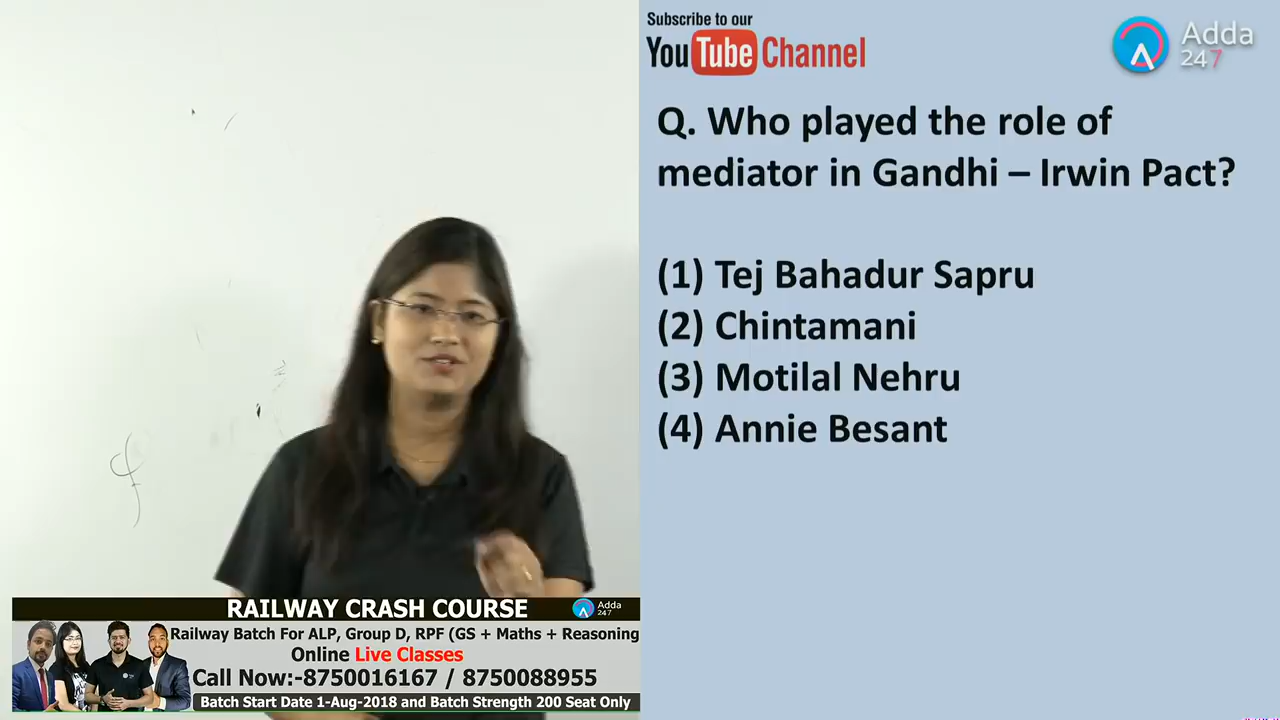 Subscribe to our
YouTube Channel
Adda
247
Q. Who played the role of
mediator in Gandhi – Irwin Pact?
(1) Tej Bahadur Sapru
(2) Chintamani
(3) Motilal Nehru
(4) Annie Besant
RAILWAY CRASH COURSE
Adda
247
Railway Batch For ALP, Group D, RPF (GS + Maths + Reasoning
Online Live Classes
Call Now:-8750016167 / 8750088955
Batch Start Date 1-Aug-2018 and Batch Strength 200 Seat Only